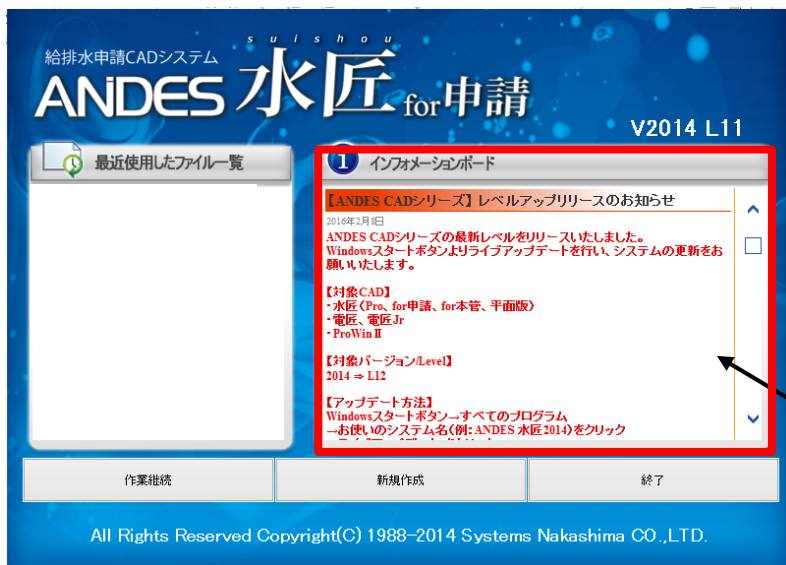 suishou
給排水申請CADシステム
ANDES 水匠 for申請
V2014 L11
最近使用したファイル一覧
1 インフォメーションボード
【ANDES CADシリーズ】レベルアップリリースのお知らせ
2016年2月8日
ANDES CADシリーズの最新レベルをリリースいたしました。
Windowsスタートボタンよりライブアップデートを行い、システムの更新をお
願いいたします。
【対象CAD】
・水匠（Pro、for申請、for本管、平面版）
・電匠、電匠Jr
・ProWinⅡ
【対象バージョン/Level】
2014 ⇒ L12
【アップデート方法】
Windowsスタートボタン→すべてのプログラム
→お使いのシステム名（例：ANDES 水匠2014）をクリック
作業継続
新規作成
終了
All Rights Reserved Copyright(C) 1988-2014 Systems Nakashima CO.,LTD.